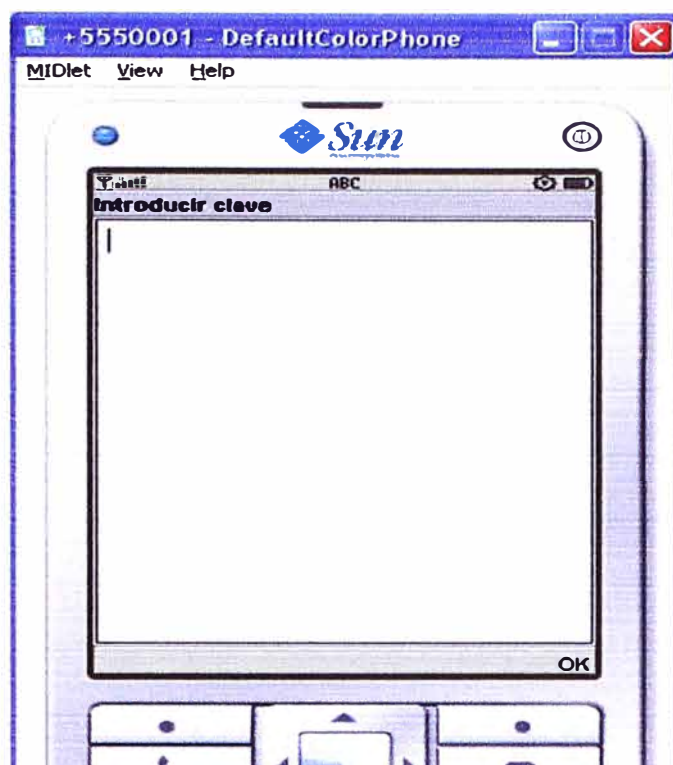 +5550001 - DefaultColorPhone
MIDlet View Help
Sun
ABC
Introducir clave
OK